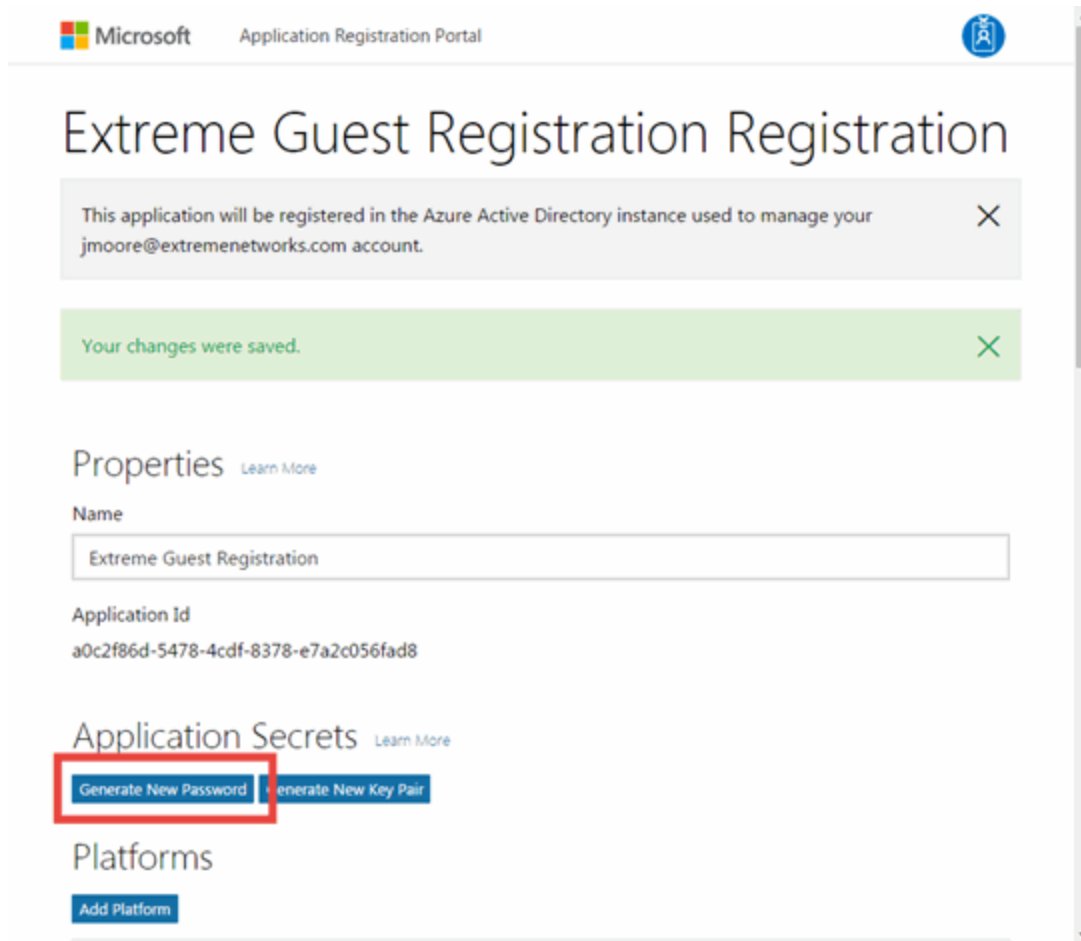 Microsoft Application Registration Portal
Extreme Guest Registration Registration
This application will be registered in the Azure Active Directory instance used to manage your
jmoore@extremenetworks.com account.
Your changes were saved.
Properties Learn More
Name
Extreme Guest Registration
Application Id
a0c2f86d-5478-4cdf-8378-e7a2c056fad8
Application Secrets Learn More
Generate New Password Generate New Key Pair
Platforms
Add Platform